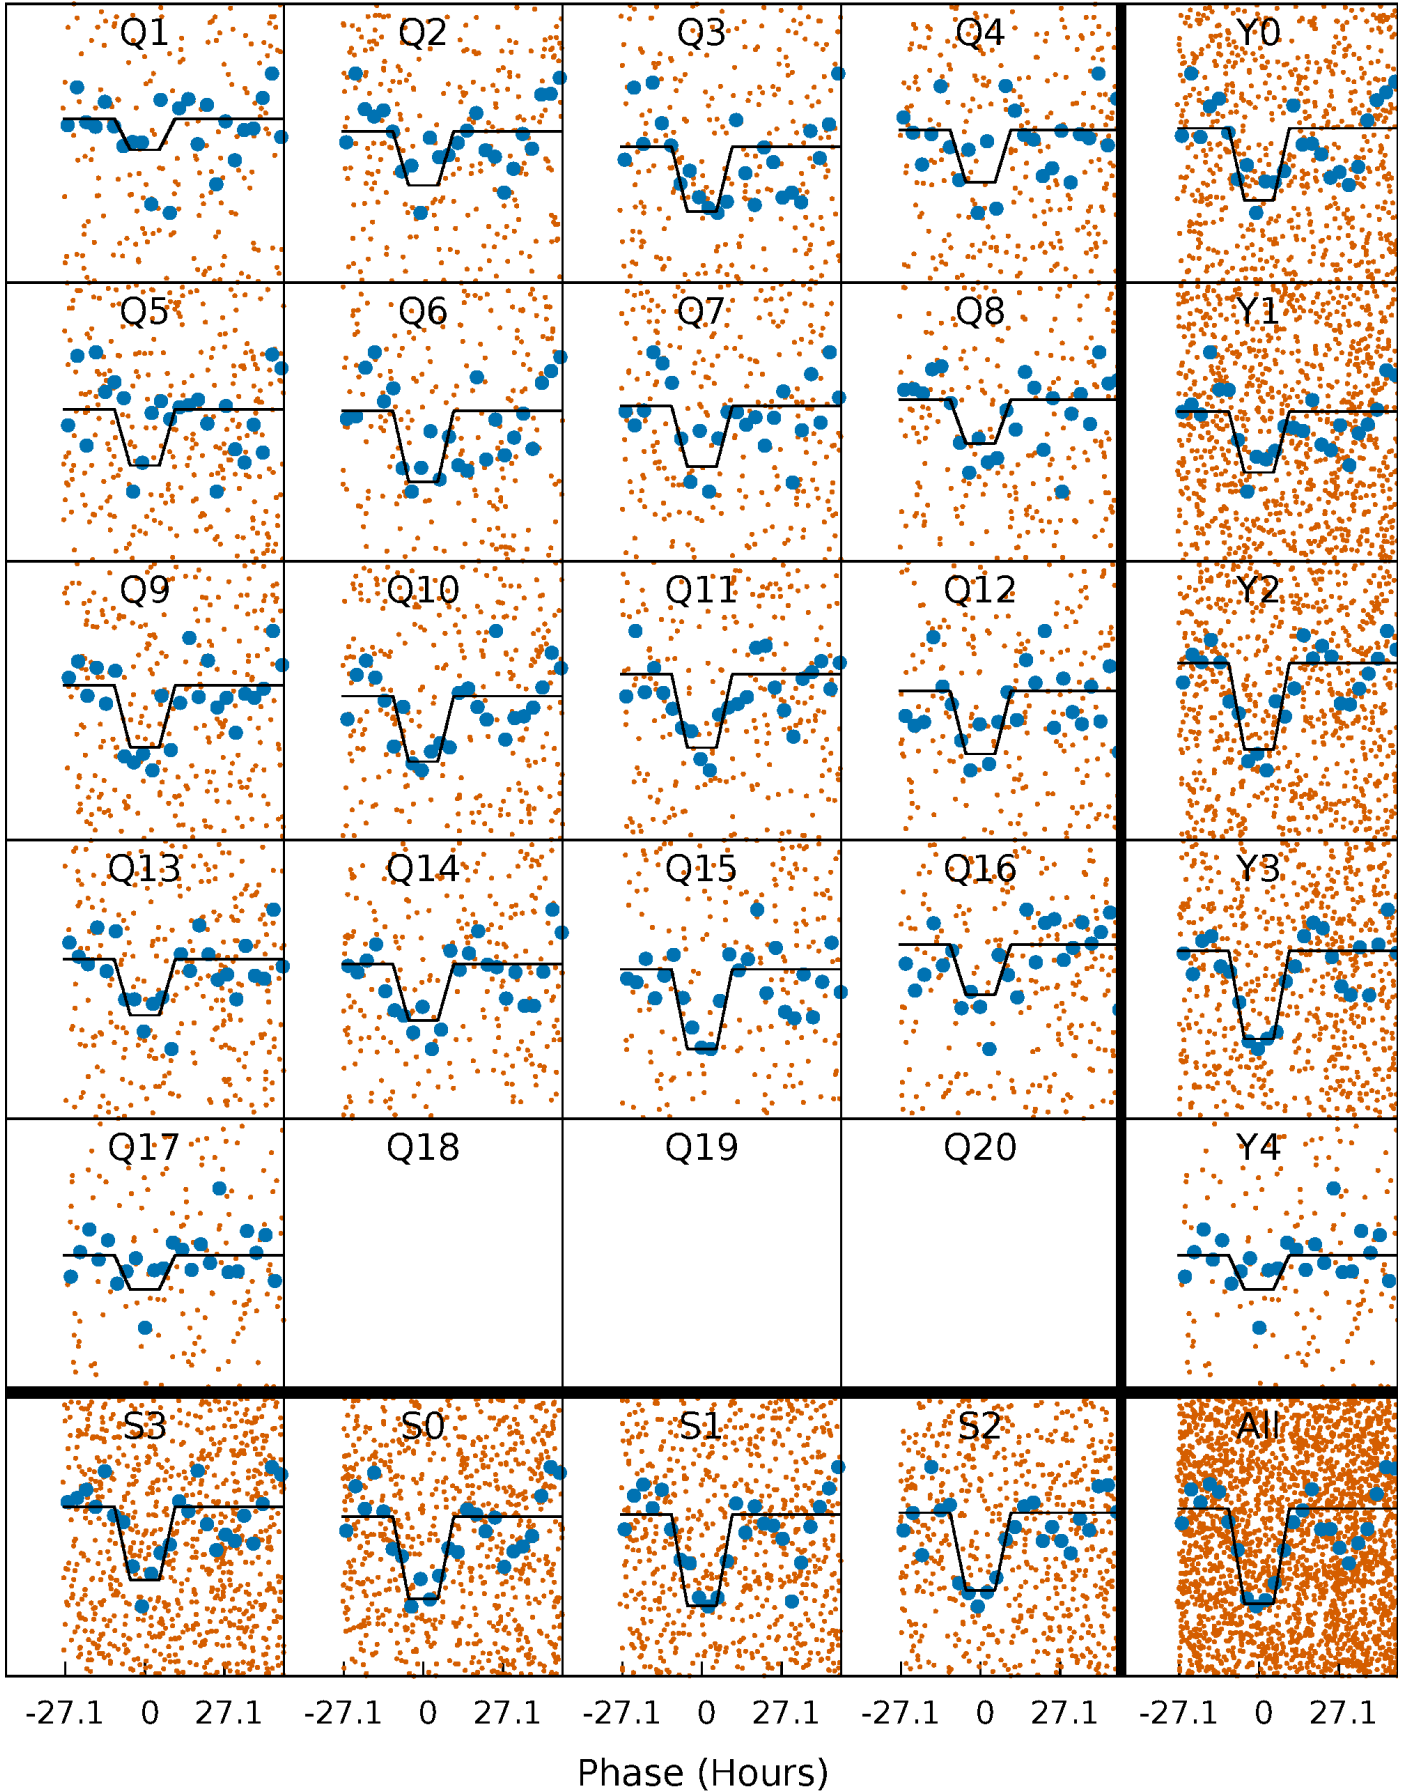 Q1 Q2 Q3 Q4 Y0
Q5 Q6 Q7 Q8 Y1
Q9 Q10 Q11 Q12 Y2
Q13 Q14 Q15 Q16 Y3
Q17 Q18 Q19 Q20 Y4
S3 S0 S1 S2 All
-27.1 0 27.1 -27.1 0 27.1 -27.1 0 27.1 -27.1 0 27.1 -27.1 0 27.1
Phase (Hours)